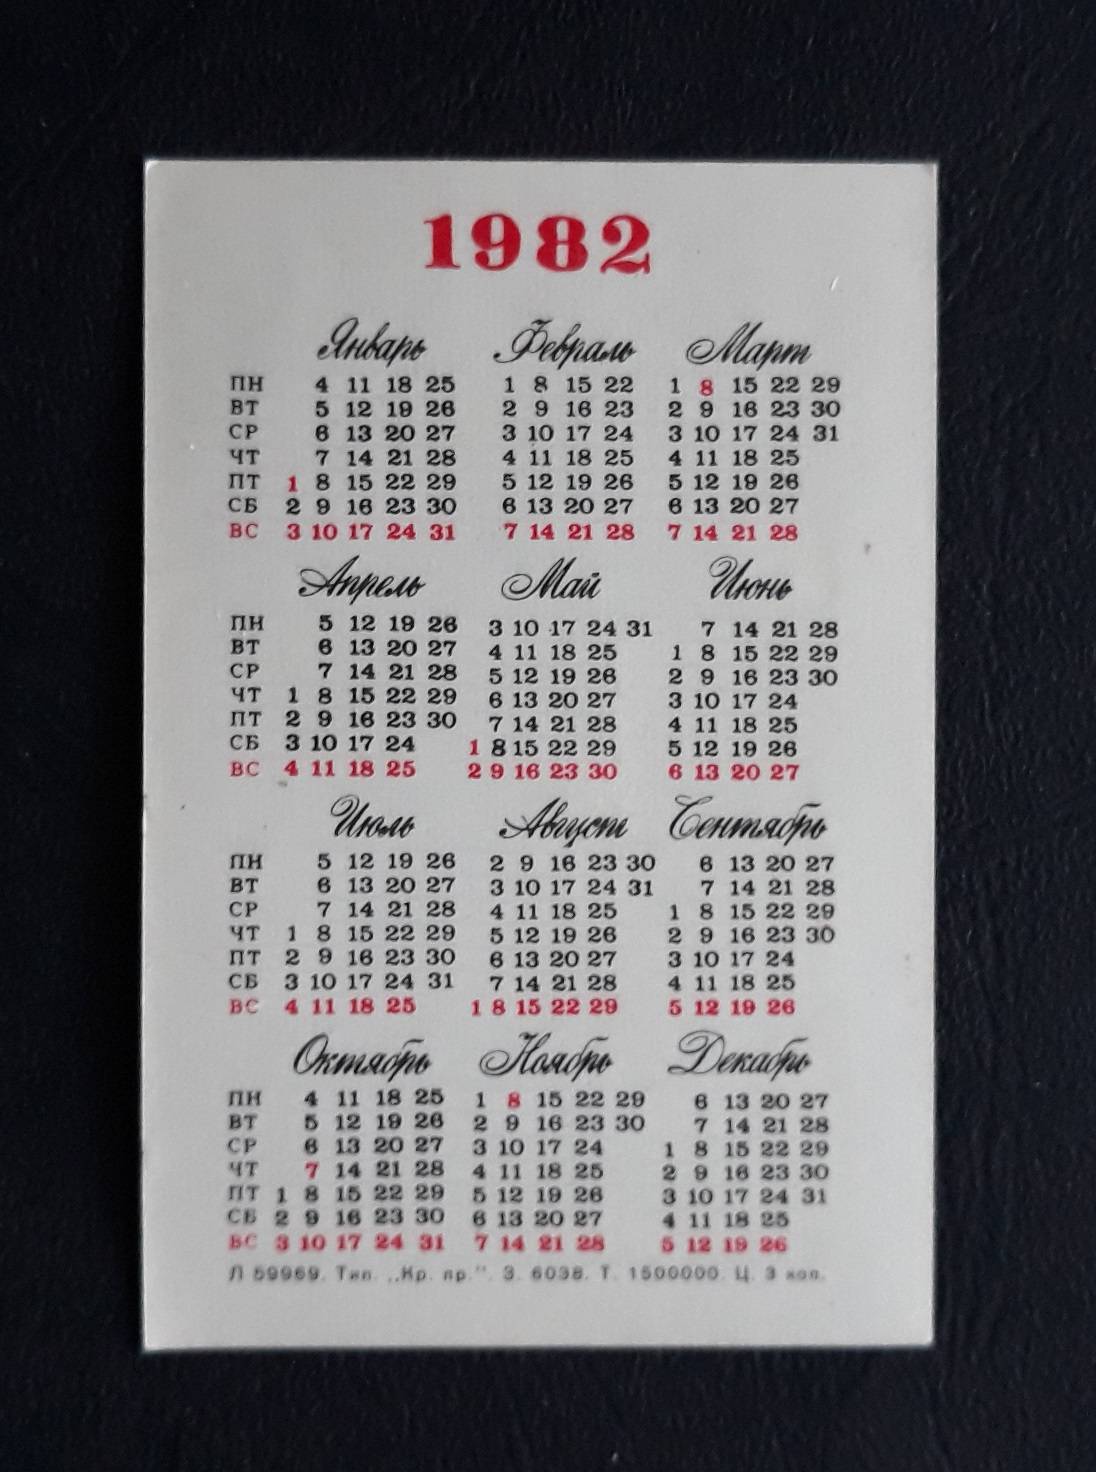 1982
Январь Февраль Март
ПН 4 11 18 25 1 8 15 22 1 8 15 22 29
ВТ 5 12 19 26 2 9 16 23 2 9 16 23 30
СР 6 13 20 27 3 10 17 24 3 10 17 24 31
ЧТ 7 14 21 28 4 11 18 25 4 11 18 25
ПТ 1 8 15 22 29 5 12 19 26 5 12 19 26
СБ 2 9 16 23 30 6 13 20 27 6 13 20 27
ВС 3 10 17 24 31 7 14 21 28 7 14 21 28
Апрель Май Июнь
ПН 5 12 19 26 3 10 17 24 31 7 14 21 28
ВТ 6 13 20 27 4 11 18 25 1 8 15 22 29
СР 7 14 21 28 5 12 19 26 2 9 16 23 30
ЧТ 1 8 15 22 29 6 13 20 27 3 10 17 24
ПТ 2 9 16 23 30 7 14 21 28 4 11 18 25
СБ 3 10 17 24 1 8 15 22 29 5 12 19 26
ВС 4 11 18 25 2 9 16 23 30 6 13 20 27
Июль Август Сентябрь
ПН 5 12 19 26 2 9 16 23 30 6 13 20 27
ВТ 6 13 20 27 3 10 17 24 31 7 14 21 28
СР 7 14 21 28 4 11 18 25 1 8 15 22 29
ЧТ 1 8 15 22 29 5 12 19 26 2 9 16 23 30
ПТ 2 9 16 23 30 6 13 20 27 3 10 17 24
СБ 3 10 17 24 31 7 14 21 28 4 11 18 25
ВС 4 11 18 25 1 8 15 22 29 5 12 19 26
Октябрь Ноябрь Декабрь
ПН 4 11 18 25 1 8 15 22 29 6 13 20 27
ВТ 5 12 19 26 2 9 16 23 30 7 14 21 28
СР 6 13 20 27 3 10 17 24 1 8 15 22 29
ЧТ 7 14 21 28 4 11 18 25 2 9 16 23 30
ПТ 1 8 15 22 29 5 12 19 26 3 10 17 24 31
СБ 2 9 16 23 30 6 13 20 27 4 11 18 25
ВС 3 10 17 24 31 7 14 21 28 5 12 19 26
Л 59969. Тип. „Кр. пр.". З. 6038. Т. 1500000. Ц. 3 коп.